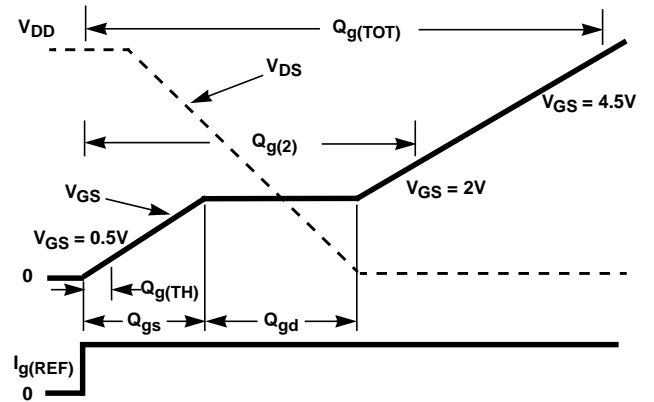 V_DD
Q_g(TOT)
V_DS
V_GS = 4.5V
Q_g(2)
V_GS
V_GS = 2V
V_GS = 0.5V
0
Q_g(TH)
Q_gs
Q_gd
I_g(REF)
0